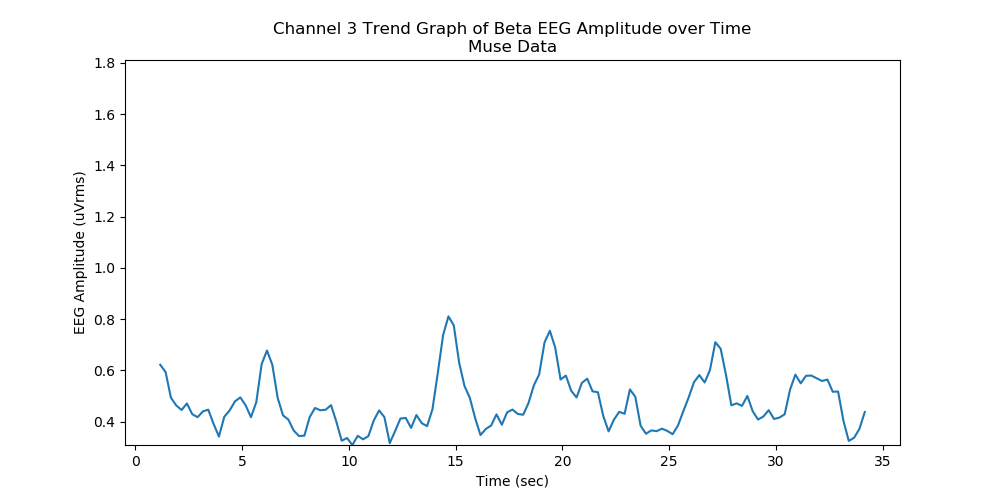 Channel 3 Trend Graph of Beta EEG Amplitude over Time
Muse Data
EEG Amplitude (uVrms)
1.8
1.6
1.4
1.2
1.0
0.8
0.6
0.4
0 5 10 15 20 25 30 35
Time (sec)